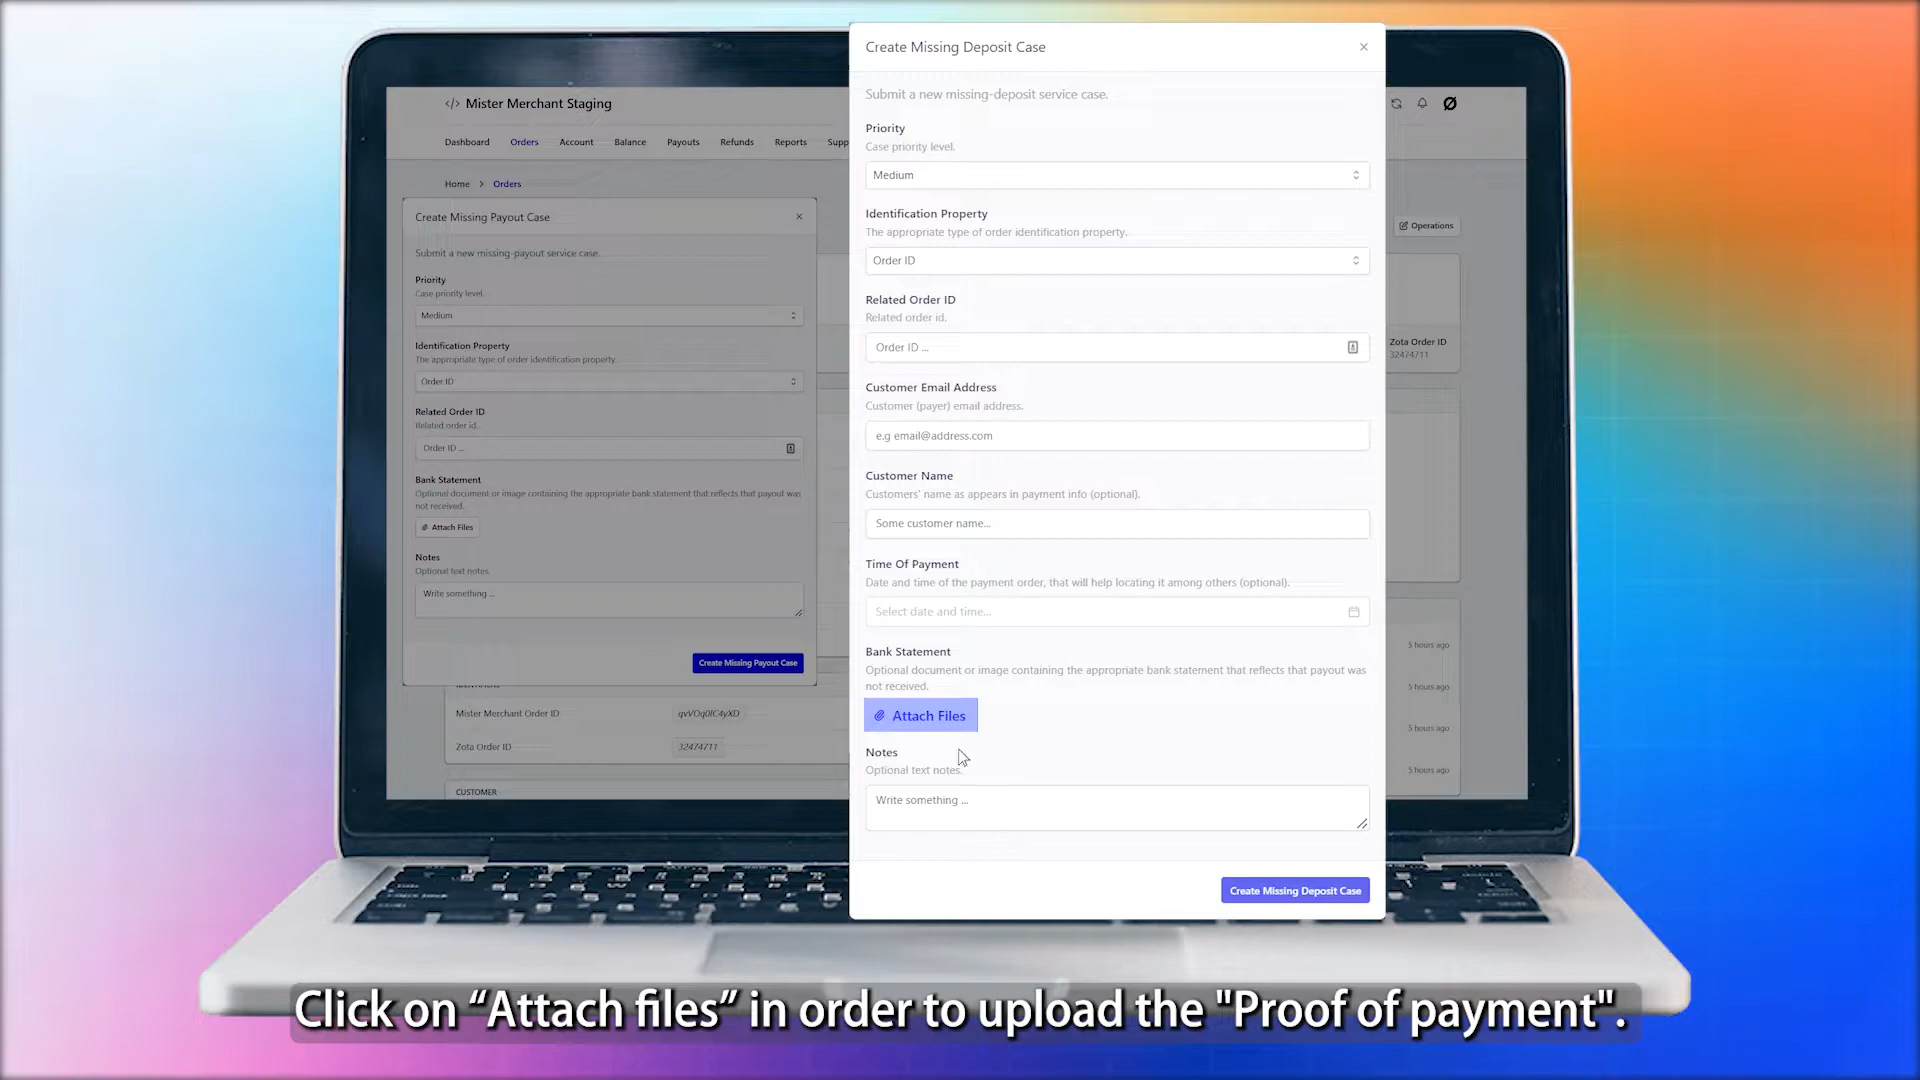 Create Missing Deposit Case
Submit a new missing-deposit service case.
Priority
Case priority level.
Medium
Identification Property
The appropriate type of order identification property.
Order ID
Related Order ID
Related order id.
Order ID ...
Customer Email Address
Customer (payer) email address.
e.g email@address.com
Customer Name
Customers' name as appears in payment info (optional).
Some customer name...
Time Of Payment
Date and time of the payment order, that will help locating it among others (optional).
Select date and time...
Bank Statement
Optional document or image containing the appropriate bank statement that reflects that payout was
not received.
Attach Files
Notes
Optional text notes.
Write something ...
Create Missing Deposit Case
</> Mister Merchant Staging
Dashboard Orders Account Balance Payouts Refunds Reports Supp
Home > Orders
Create Missing Payout Case
Submit a new missing-payout service case.
Priority
Case priority level.
Medium
Identification Property
The appropriate type of order identification property.
Order ID
Related Order ID
Related order id.
Order ID ...
Bank Statement
Optional document or image containing the appropriate bank statement that reflects that payout was
not received.
Attach Files
Notes
Optional text notes.
Write something ...
Create Missing Payout Case
Mister Merchant Order ID qvVOq0lC4yXD
Zota Order ID 32474711
CUSTOMER
Operations
Zota Order ID
32474711
5 hours ago
5 hours ago
5 hours ago
5 hours ago
Click on “Attach files” in order to upload the "Proof of payment".